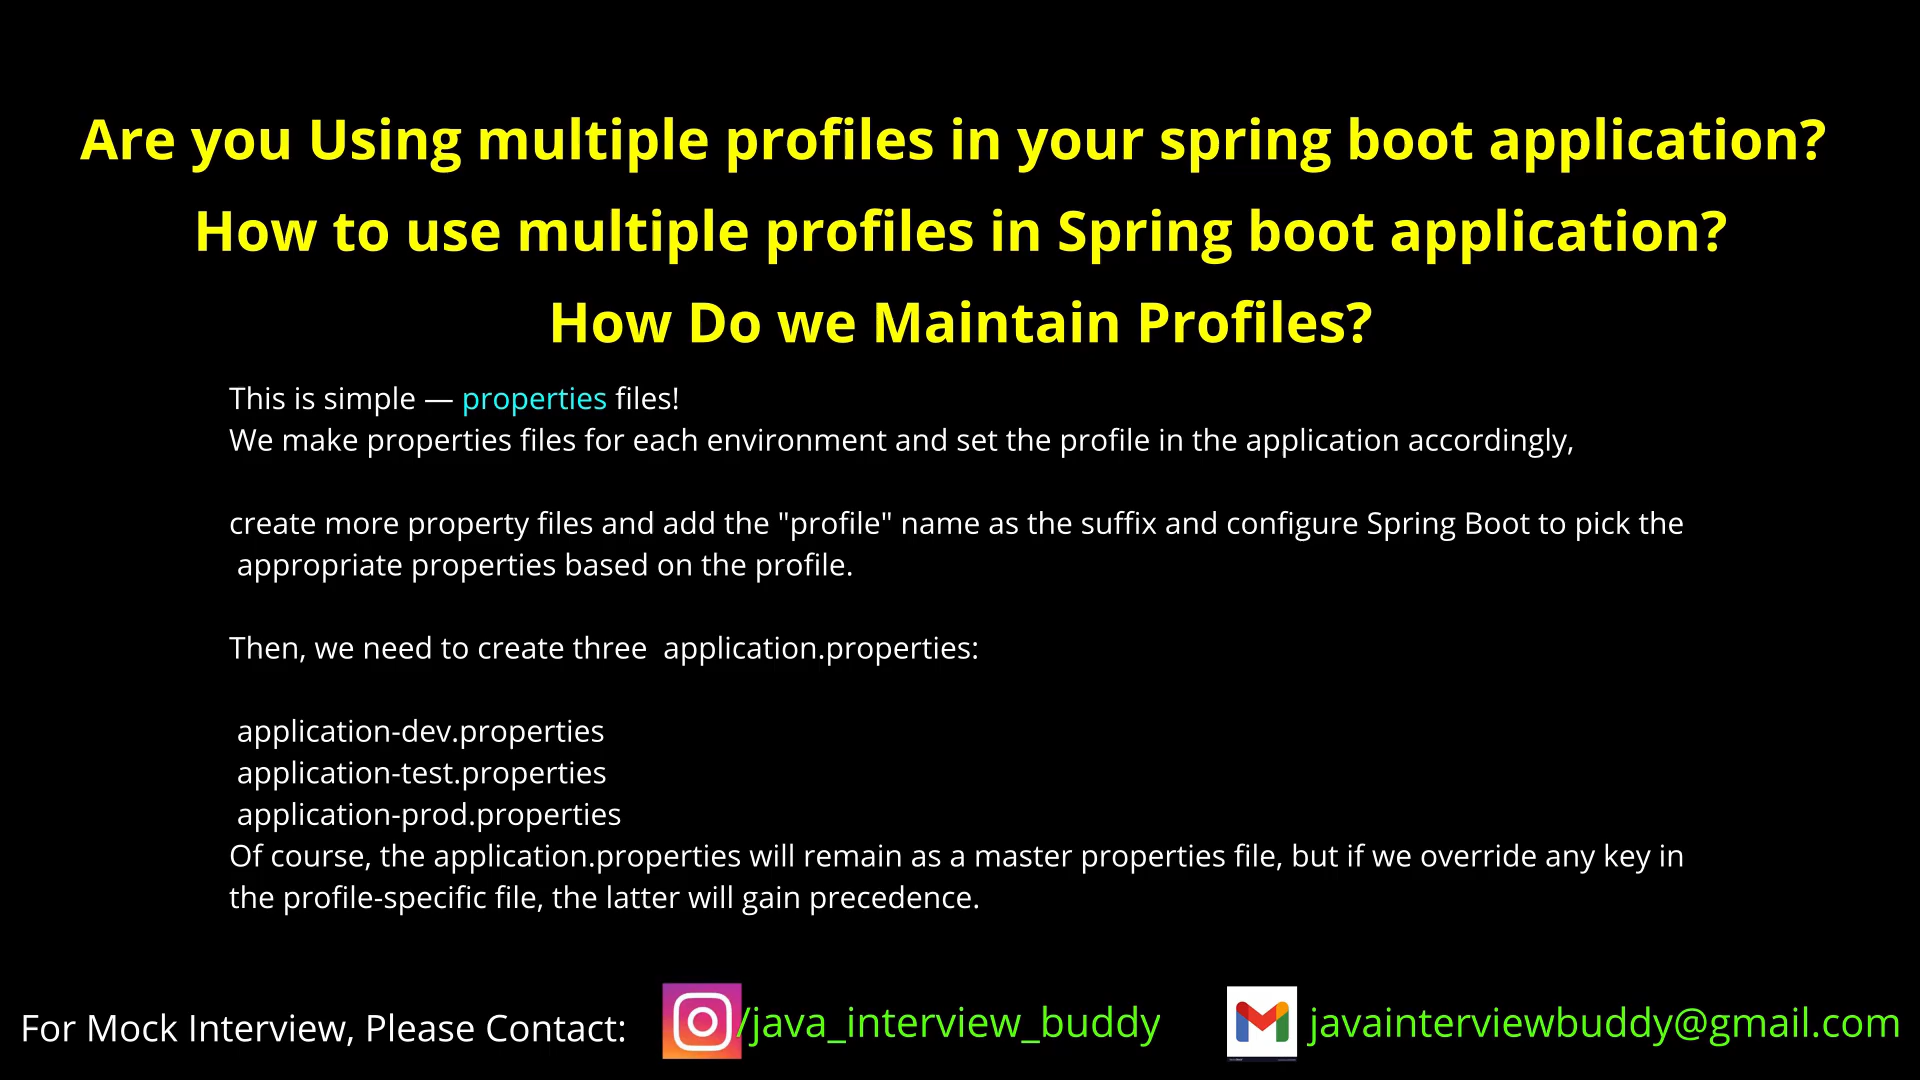 Are you Using multiple profiles in your spring boot application?
How to use multiple profiles in Spring boot application?
How Do we Maintain Profiles?
This is simple — properties files!
We make properties files for each environment and set the profile in the application accordingly,
create more property files and add the "profile" name as the suffix and configure Spring Boot to pick the
appropriate properties based on the profile.
Then, we need to create three  application.properties:
application-dev.properties
application-test.properties
application-prod.properties
Of course, the application.properties will remain as a master properties file, but if we override any key in
the profile-specific file, the latter will gain precedence.
For Mock Interview, Please Contact: /java_interview_buddy javainterviewbuddy@gmail.com